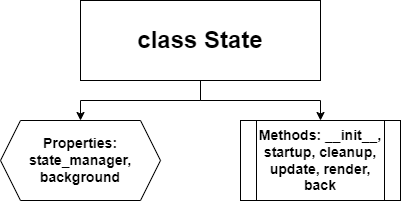 class State
Properties:
state_manager,
background
Methods: __init__,
startup, cleanup,
update, render,
back